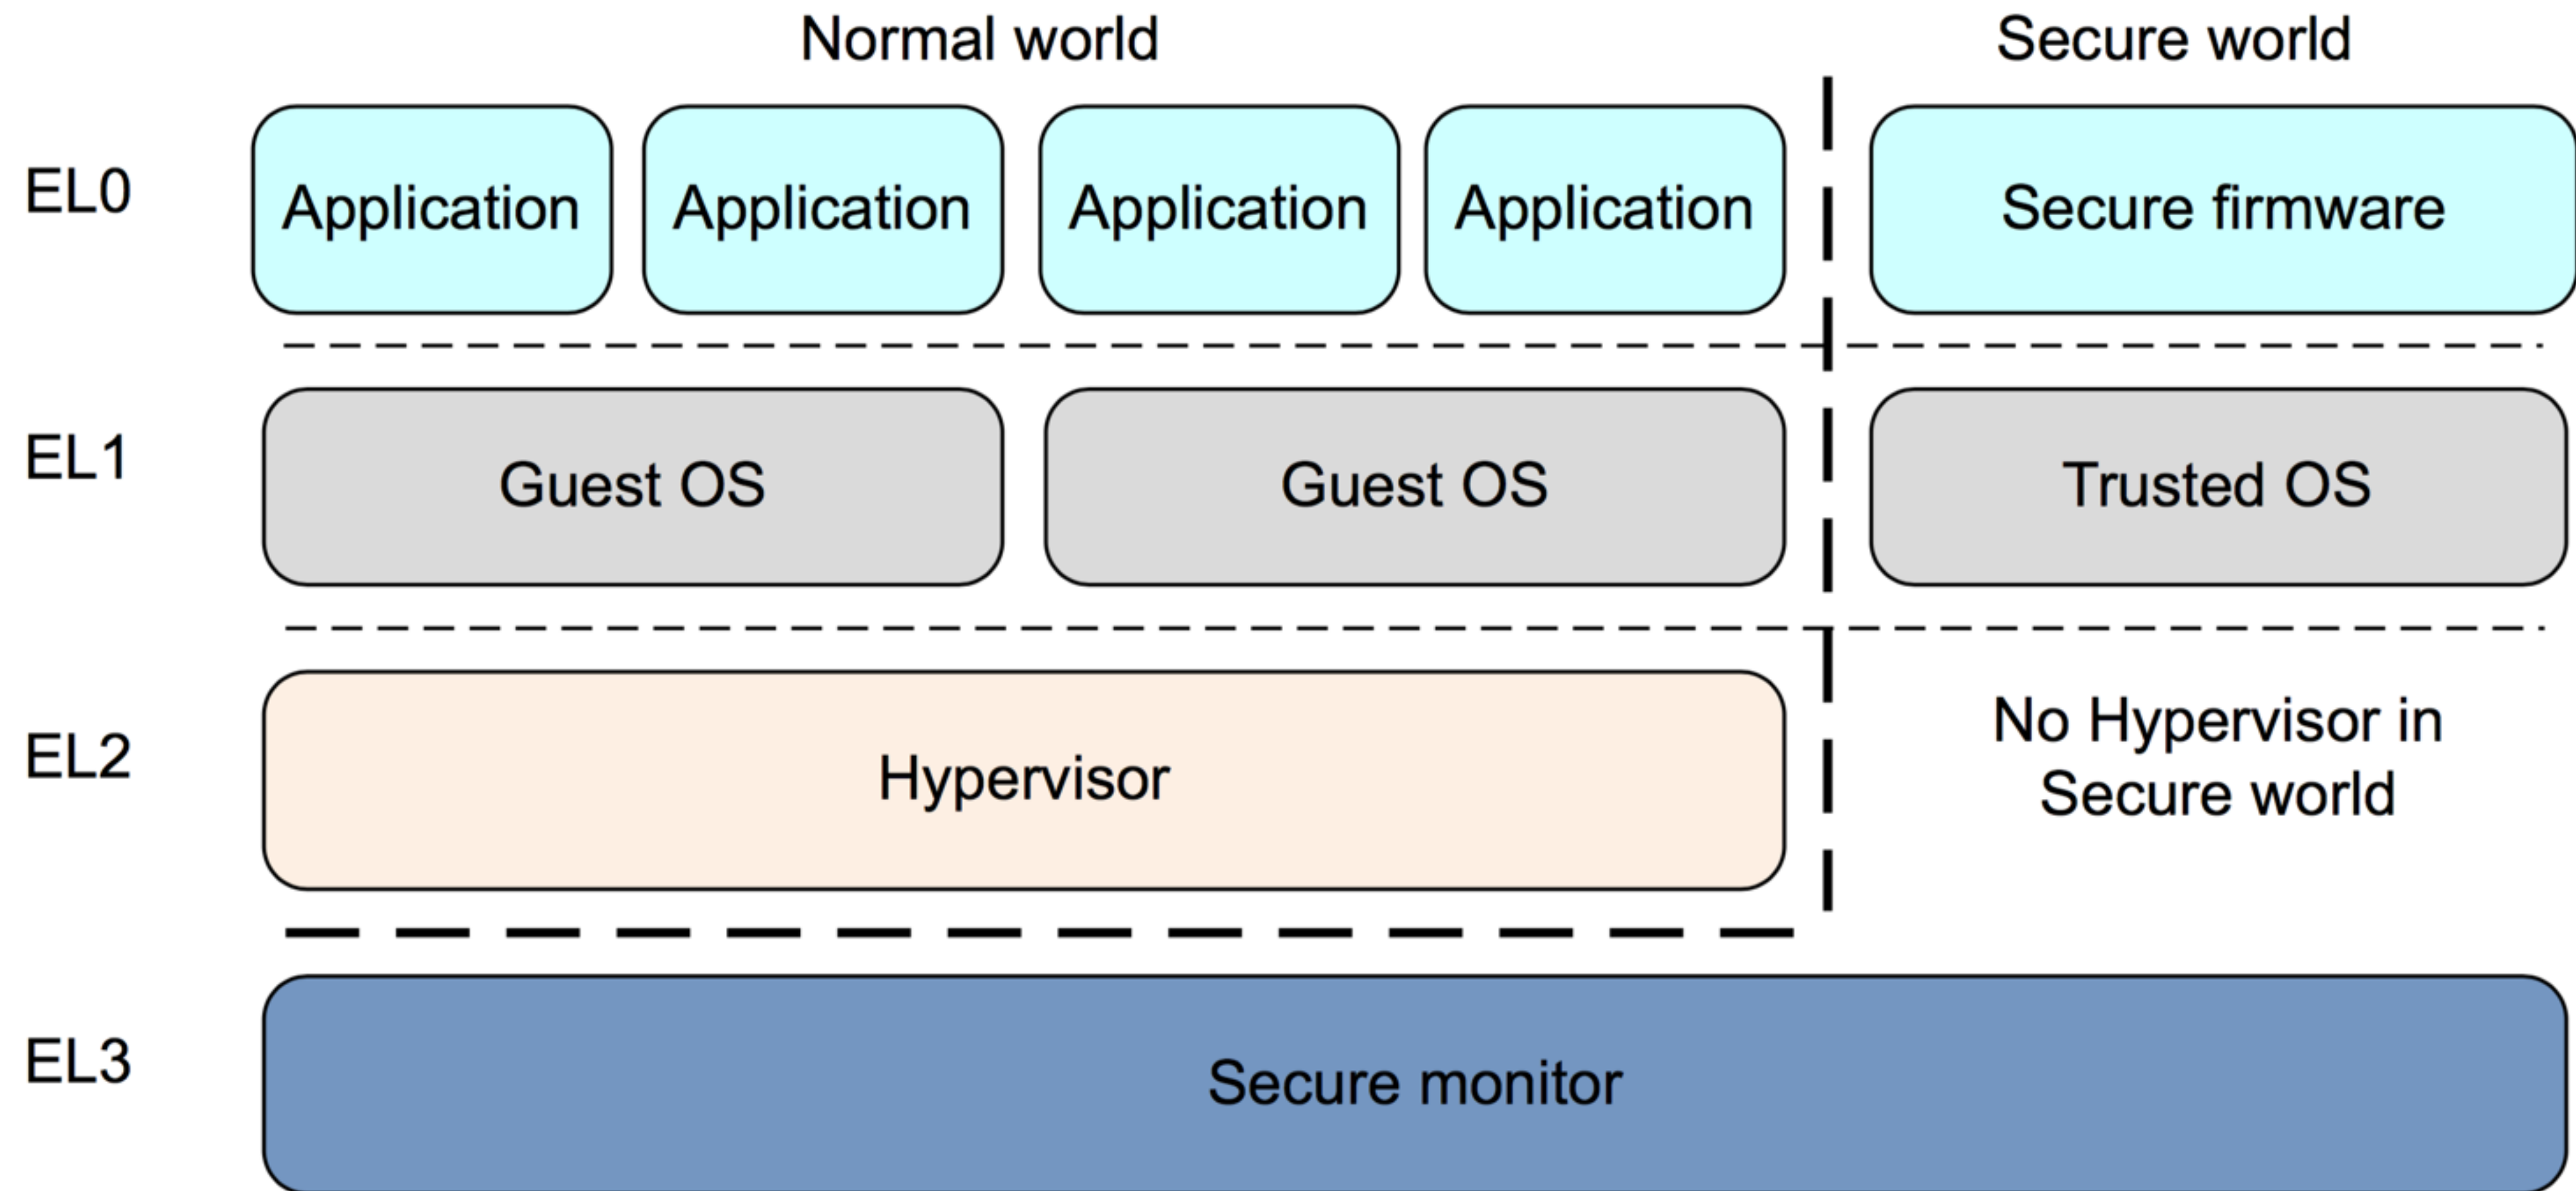 Normal world
Secure world
EL0
Application
Application
Application
Application
Secure firmware
EL1
Guest OS
Guest OS
Trusted OS
EL2
Hypervisor
No Hypervisor in
Secure world
EL3
Secure monitor